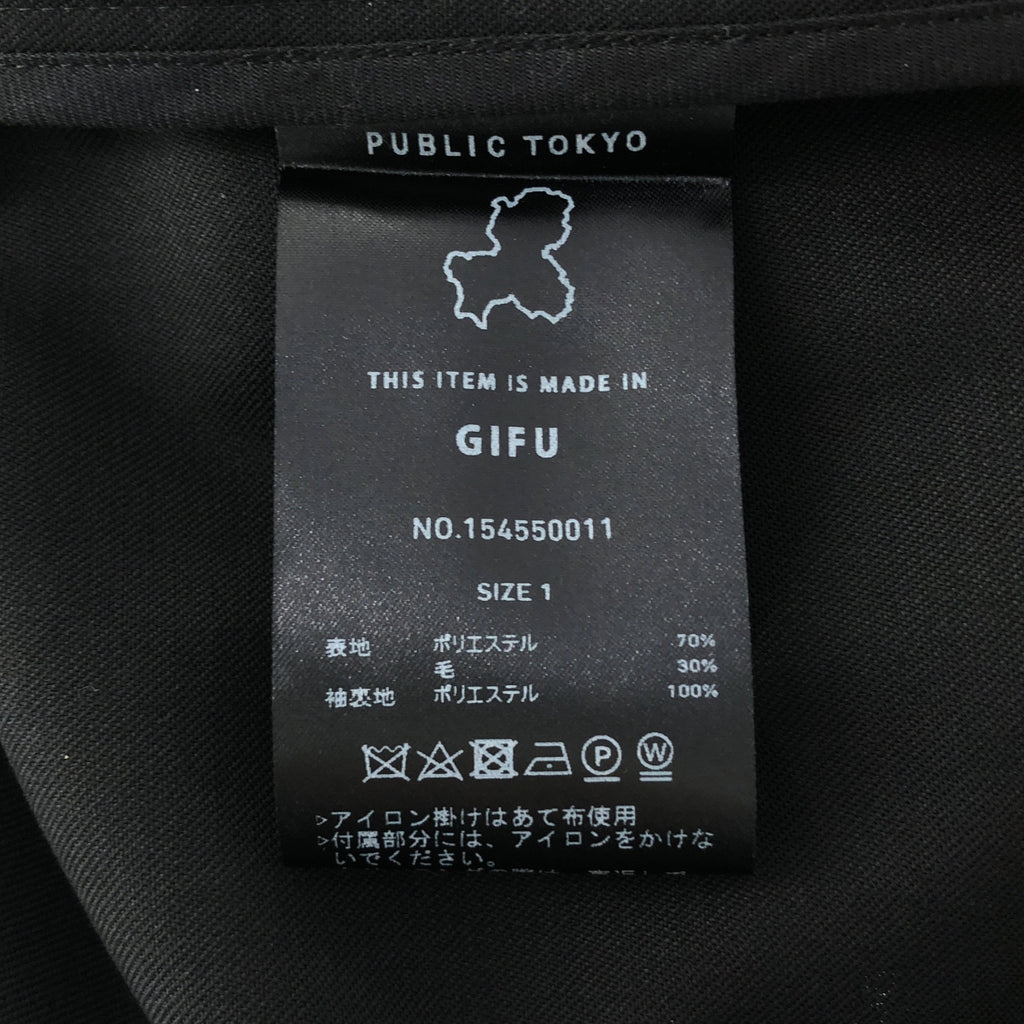 PUBLIC TOKYO
THIS ITEM IS MADE IN
GIFU
NO.154550011
SIZE 1
表地 ポリエステル 70%
毛 30%
袖裏地 ポリエステル 100%
P W
▷アイロン掛けはあて布使用
▷付属部分には、アイロンをかけな
いでください。